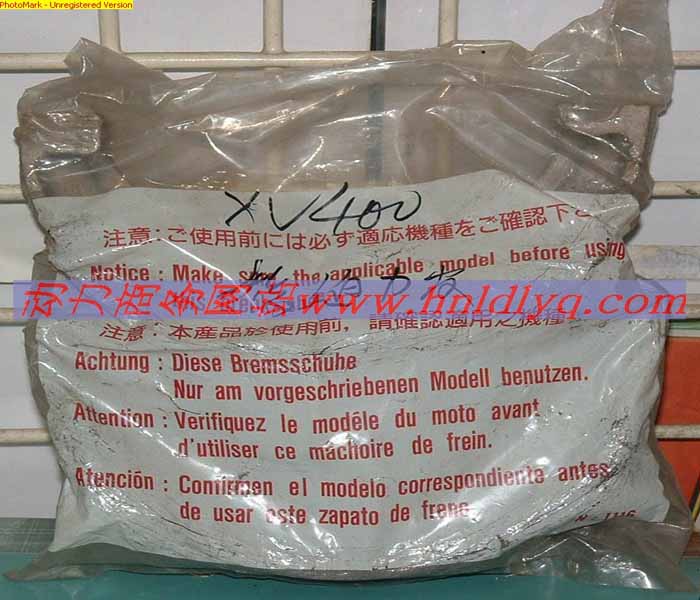 PhotoMark - Unregistered Version
XV400
注意:ご使用前には必ず適応機種をご確認下さ
Notice : Make the applicable model before using
www.hnldlyq.com
注意: 本產品於使用前, 請確認適用之機種
Achtung : Diese Bremsschuhe
Nur am vorgeschriebenen Modell benutzen.
Attention : Verifiquez le modêle du moto avant
d'utiliser ce machoire de frein.
Atención : Confirmen el modelo correspondiente antes
de usar este zapato de freno.